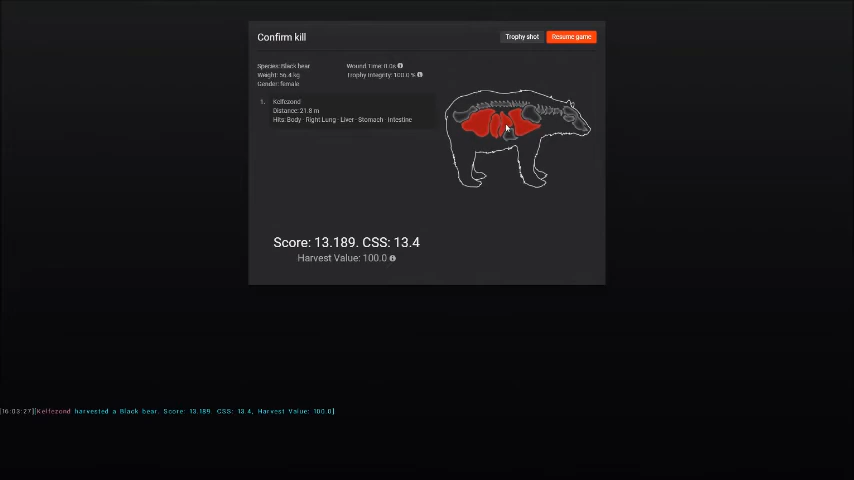 Confirm kill
Trophy shot
Resume game
Species: Black bear
Weight: 56.4 kg
Gender: female
Wound Time: 0.0s
Trophy Integrity: 100.0 %
1.
Kelfezond
Distance: 21.8 m
Hits: Body - Right Lung - Liver - Stomach - Intestine
Score: 13.189. CSS: 13.4
Harvest Value: 100.0
[16:03:27][Kelfezond harvested a Black bear. Score: 13.189. CSS: 13.4, Harvest Value: 100.0]